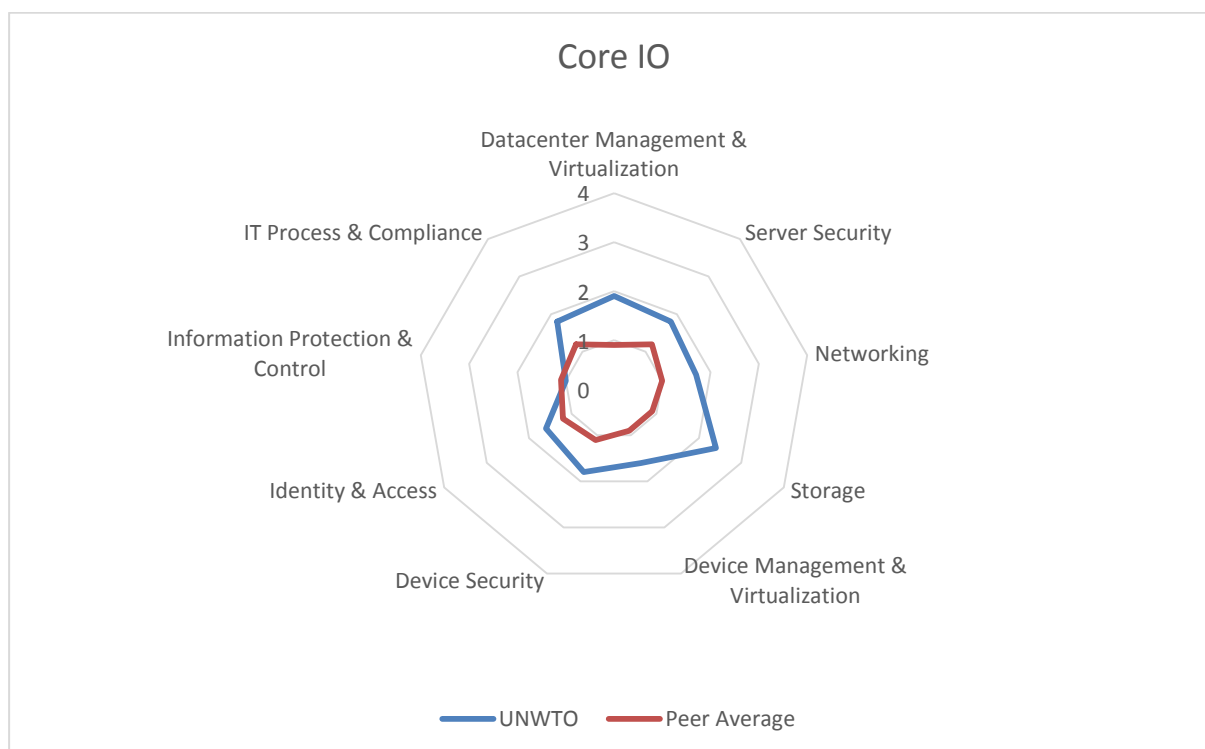 Core IO
Datacenter Management &
Virtualization
4
3
2
1
0
Server Security
Networking
Storage
Device Management &
Virtualization
Device Security
Identity & Access
Information Protection &
Control
IT Process & Compliance
UNWTO
Peer Average